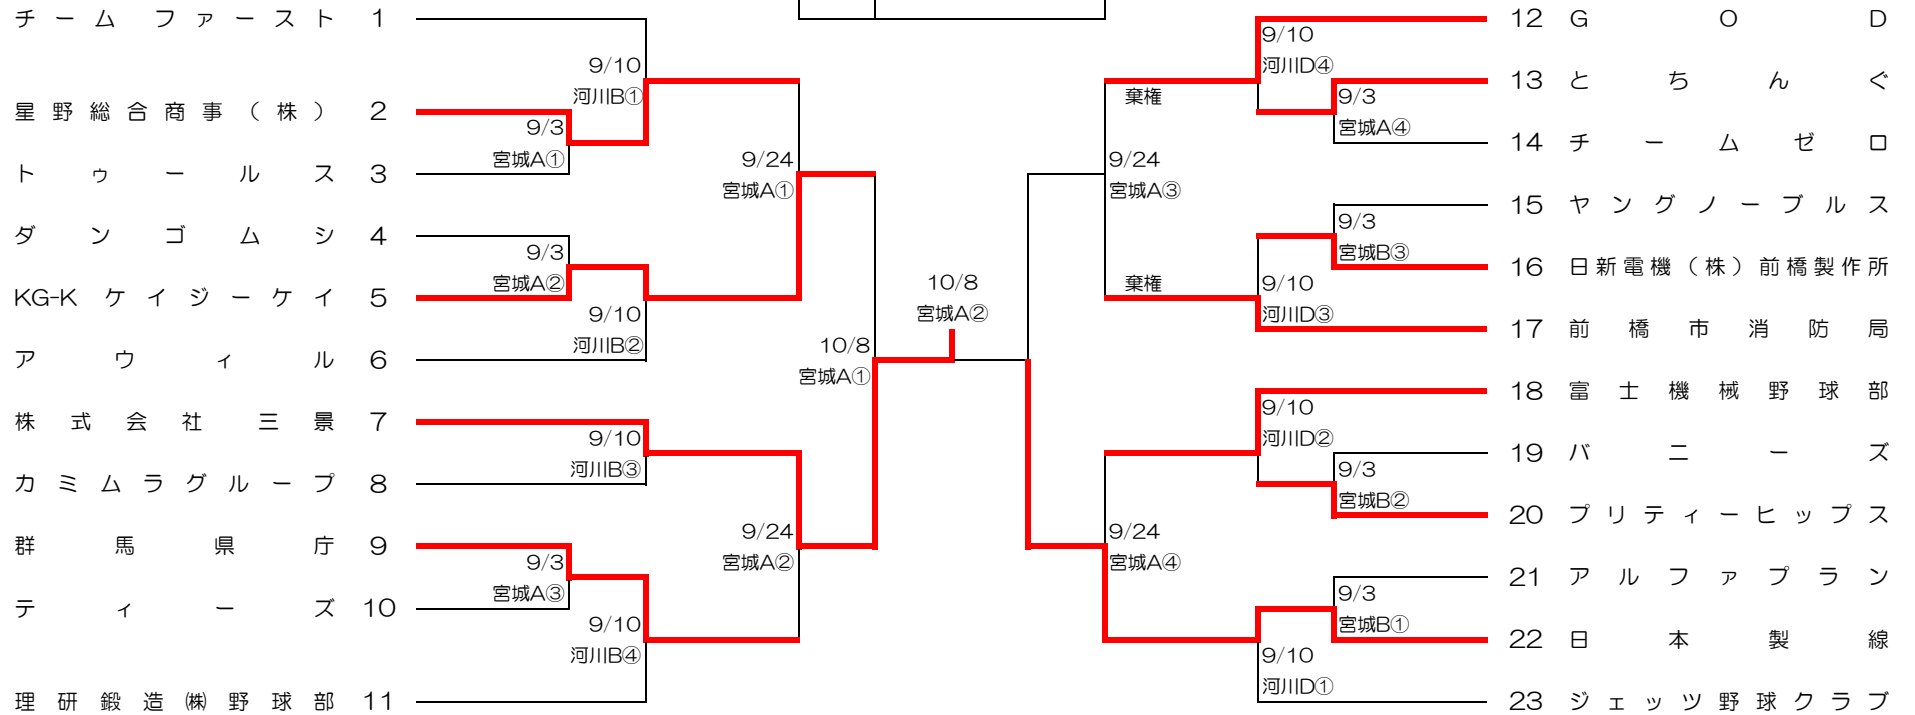 チーム ファースト 1
9/10
河川B①
星野総合商事(株) 2
9/3
宮城A①
トゥールス 3
9/24
宮城A①
ダンゴムシ 4
9/3
宮城A②
KG-K ケイジーケイ 5
9/10
河川B②
アウィル 6
10/8
宮城A①
株式会社 三景 7
9/10
河川B③
カミムラグループ 8
9/24
宮城A②
群馬県庁 9
9/3
宮城A③
ティーズ 10
9/10
河川B④
理研鍛造㈱野球部 11
10/8
宮城A②
12 GOD
9/10
河川D④
13 とちんぐ
棄権
9/3
宮城A④
14 チームゼロ
9/24
宮城A③
15 ヤングノーブルス
9/3
宮城B③
16 日新電機(株)前橋製作所
棄権
9/10
河川D③
17 前橋市消防局
18 富士機械野球部
9/10
河川D②
19 バニーズ
9/3
宮城B②
20 プリティーヒップス
9/24
宮城A④
21 アルファプラン
9/3
宮城B①
22 日本製線
9/10
河川D①
23 ジェッツ野球クラブ